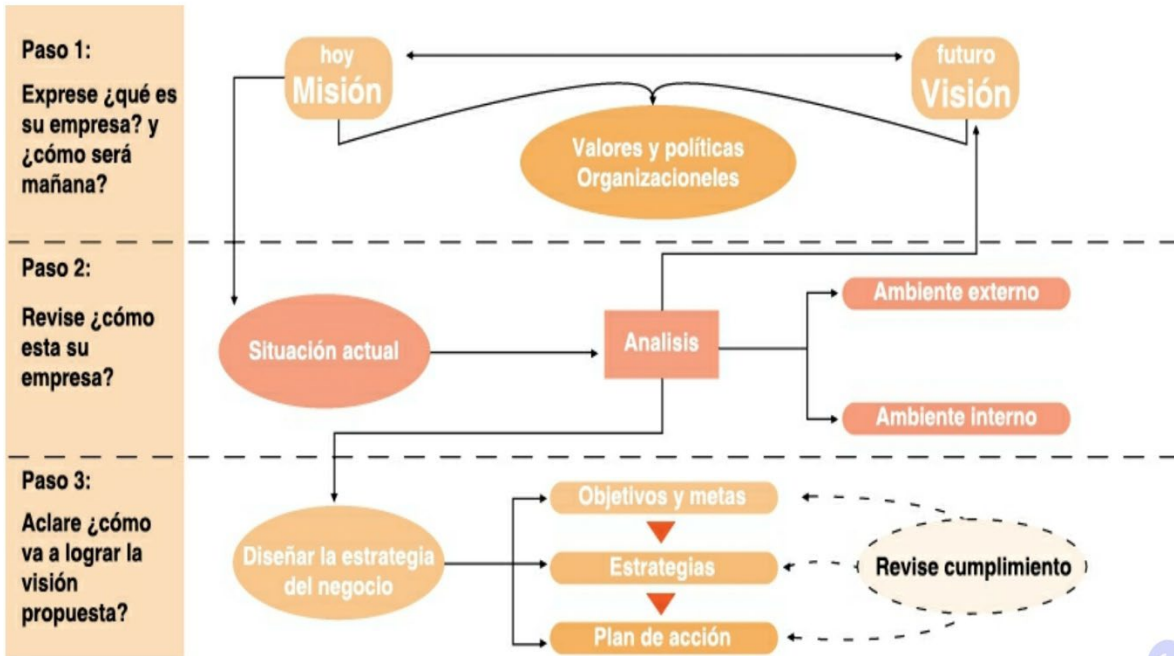 Paso 1:
Exprese ¿qué es
su empresa? y
¿cómo será
mañana?
hoy
Misión
futuro
Visión
Valores y políticas
Organizacioneles
Paso 2:
Revise ¿cómo
esta su
empresa?
Situación actual
Analisis
Ambiente externo
Ambiente interno
Paso 3:
Aclare ¿cómo
va a lograr la
visión
propuesta?
Diseñar la estrategia
del negocio
Objetivos y metas
Estrategias
Plan de acción
Revise cumplimiento